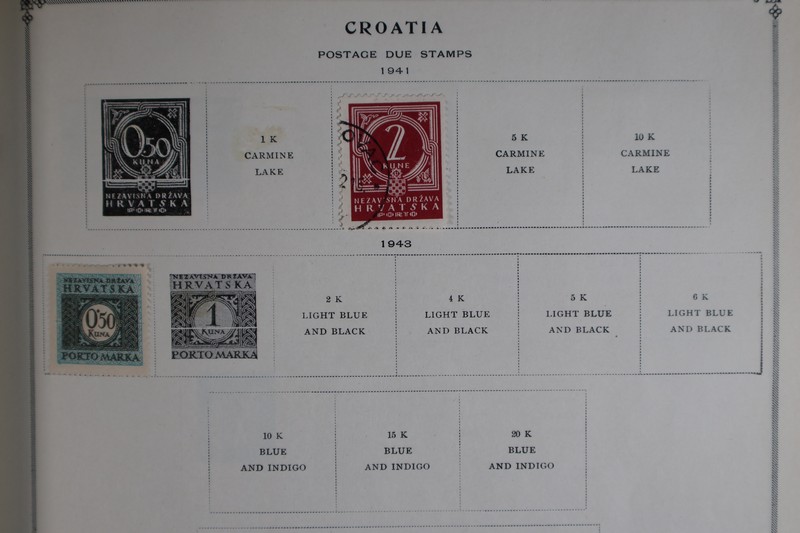 CROATIA
POSTAGE DUE STAMPS
1941
0.50
KUNA
NEZAVISNA DRŽAVA
HRVATSKA
PORTO
1 K
CARMINE
LAKE
2
KUNE
NEZAVISNA DRŽAVA
HRVATSKA
PORTO
5 K
CARMINE
LAKE
10 K
CARMINE
LAKE
1943
NEZAVISNA DRŽAVA
HRVATSKA
0'50
KUNA
PORTO MARKA
NEZAVISNA DRŽAVA
HRVATSKA
1
KUNA
PORTO MARKA
2 K
LIGHT BLUE
AND BLACK
4 K
LIGHT BLUE
AND BLACK
5 K
LIGHT BLUE
AND BLACK
6 K
LIGHT BLUE
AND BLACK
10 K
BLUE
AND INDIGO
15 K
BLUE
AND INDIGO
20 K
BLUE
AND INDIGO